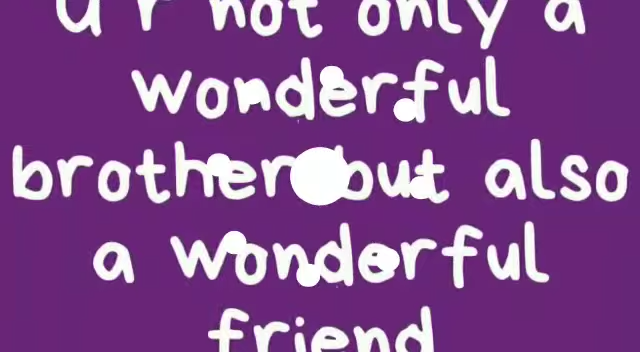 u r not only a
wonderful
brother but also
a wonderful
friend